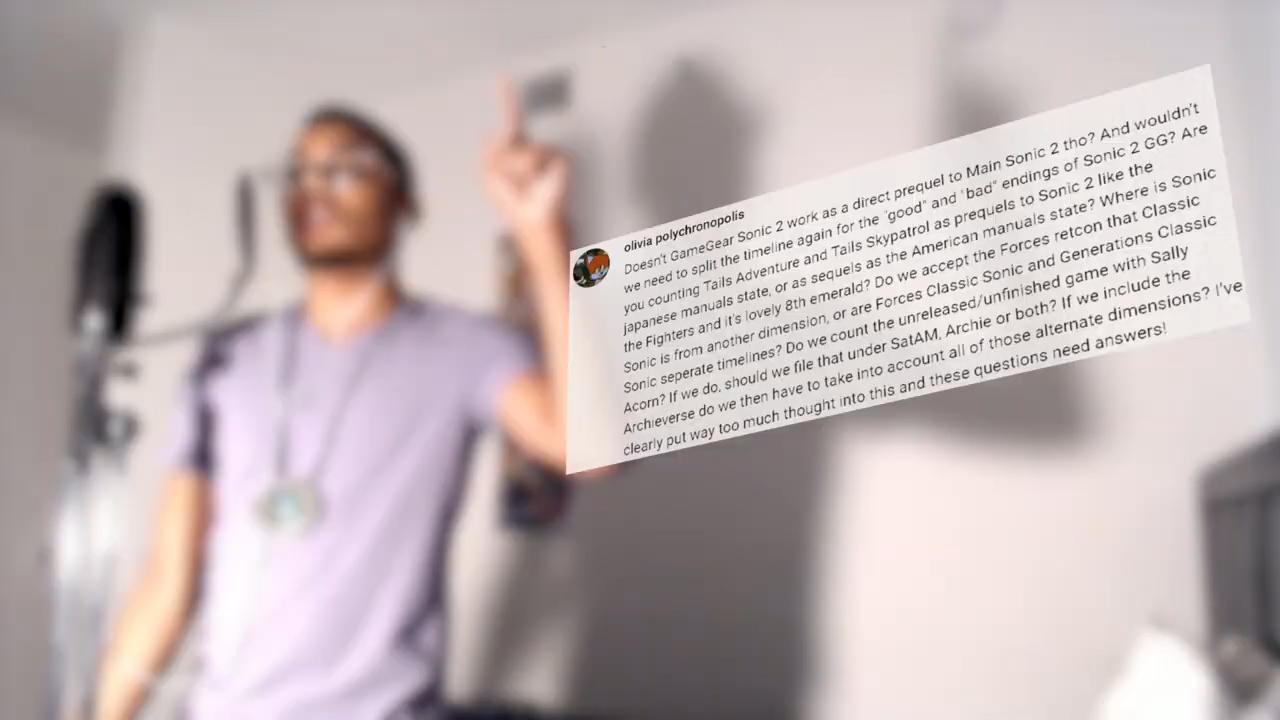 olivia polychronopolis
Doesn't GameGear Sonic 2 work as a direct prequel to Main Sonic 2 tho? And wouldn't
we need to split the timeline again for the "good" and "bad" endings of Sonic 2 GG? Are
you counting Tails Adventure and Tails Skypatrol as prequels to Sonic 2 like the
japanese manuals state, or as sequels as the American manuals state? Where is Sonic
the Fighters and it's lovely 8th emerald? Do we accept the Forces retcon that Classic
Sonic is from another dimension, or are Forces Classic Sonic and Generations Classic
Sonic seperate timelines? Do we count the unreleased/unfinished game with Sally
Acorn? If we do, should we file that under SatAM, Archie or both? If we include the
Archieverse do we then have to take into account all of those alternate dimensions? I've
clearly put way too much thought into this and these questions need answers!